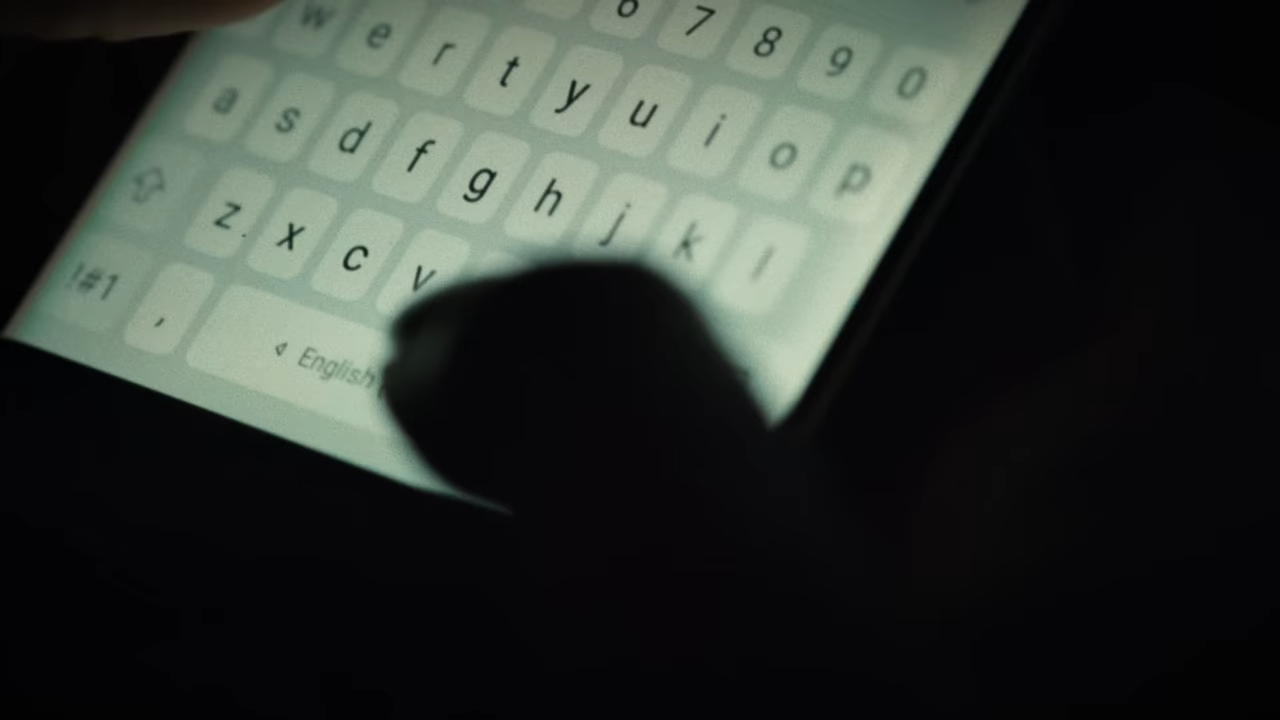 6 7 8 9 0
w e r t y u i o p
a s d f g h j k l
z x c v
!#1 , English